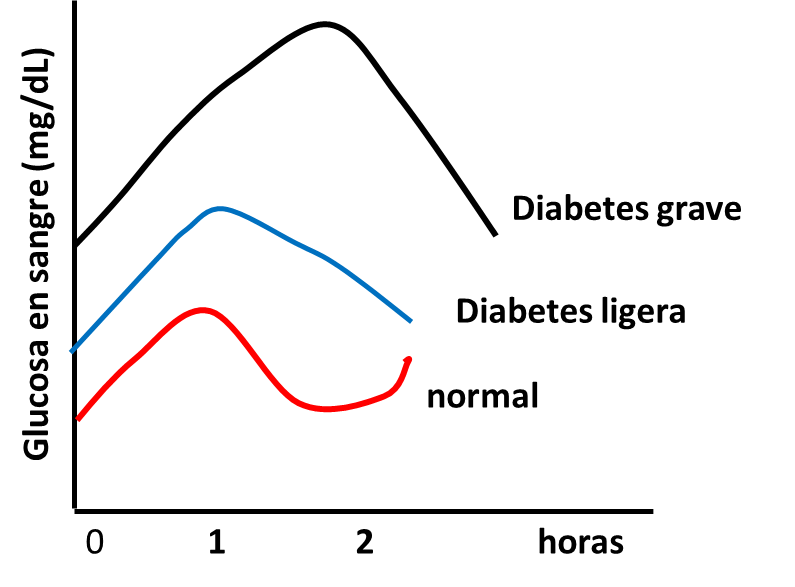 Glucosa en sangre (mg/dL)
Diabetes grave
Diabetes ligera
normal
0 1 2 horas